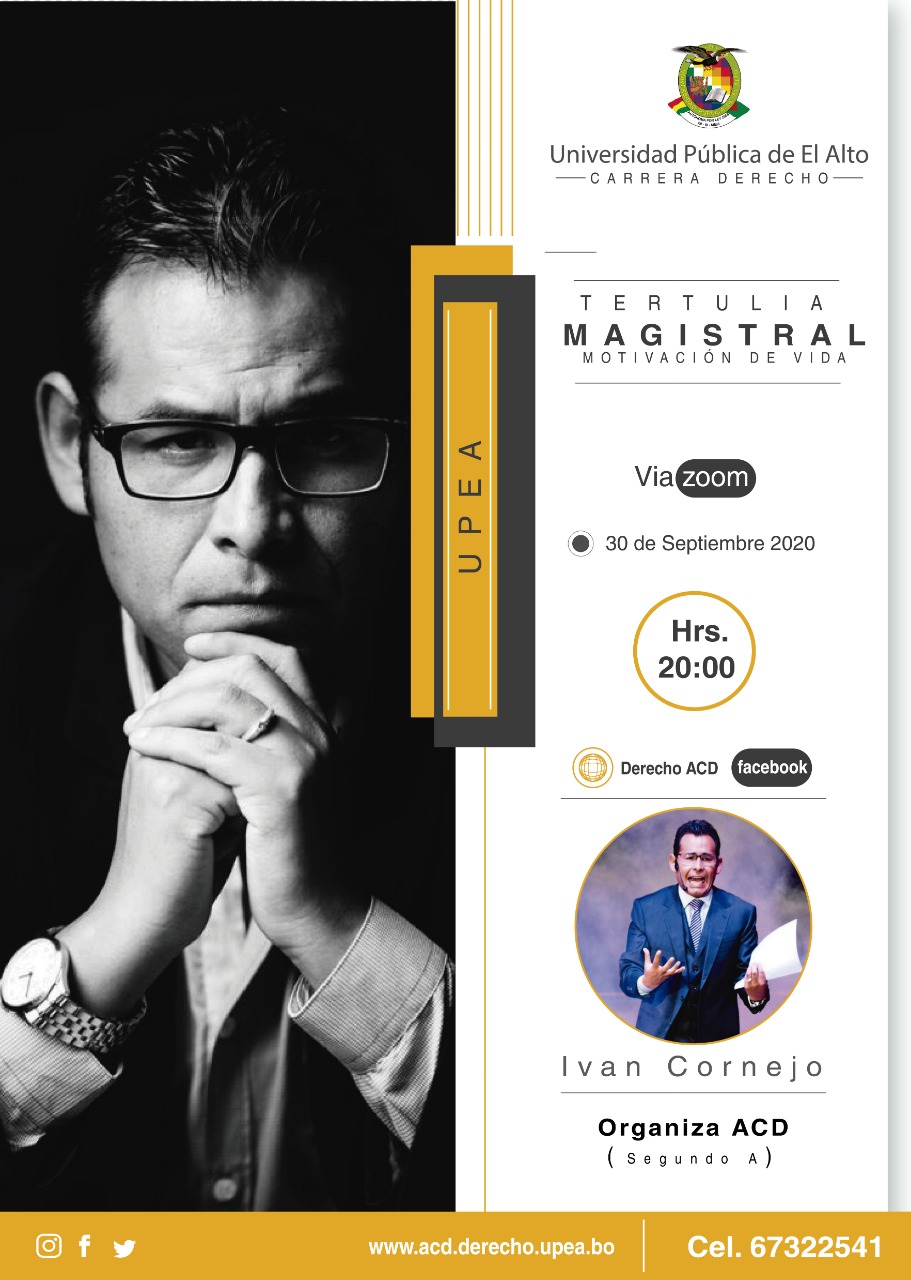 Universidad Pública de El Alto
CARRERA DERECHO
TERTULIA
MAGISTRAL
MOTIVACIÓN DE VIDA
UPEA
Via zoom
30 de Septiembre 2020
Hrs.
20:00
Derecho ACD facebook
Ivan Cornejo
Organiza ACD
( Segundo A )
www.acd.derecho.upea.bo
Cel. 67322541